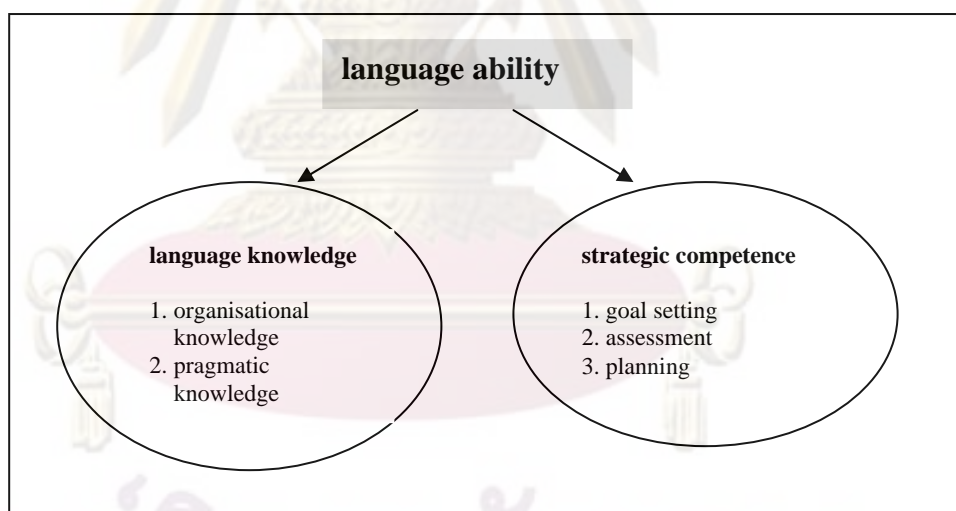 language ability
language knowledge
1. organisational
knowledge
2. pragmatic
knowledge
strategic competence
1. goal setting
2. assessment
3. planning